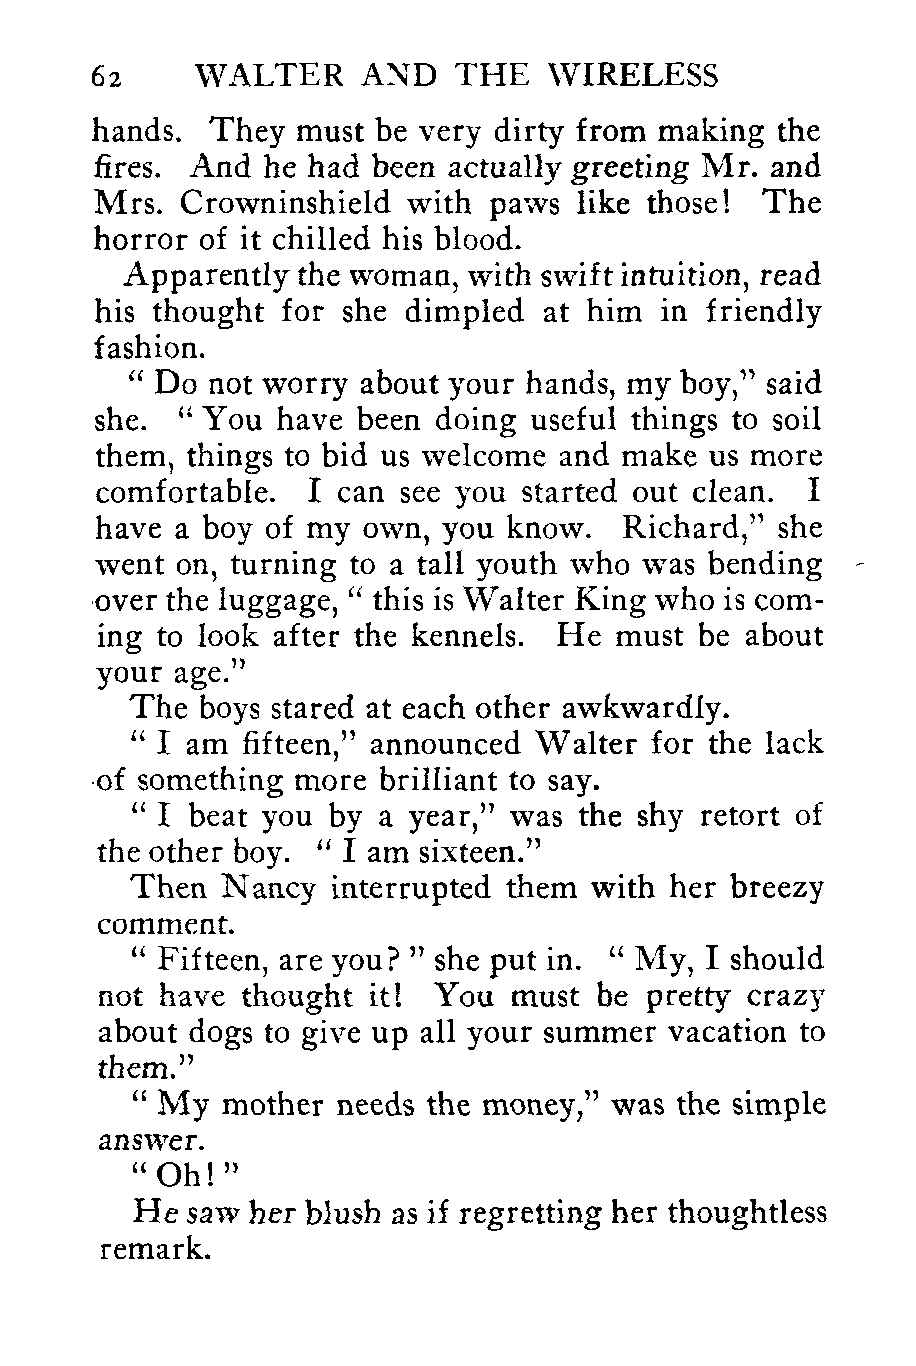 62 WALTER AND THE WIRELESS
hands. They must be very dirty from making the
fires. And he had been actually greeting Mr. and
Mrs. Crowninshield with paws like those! The
horror of it chilled his blood.
Apparently the woman, with swift intuition, read
his thought for she dimpled at him in friendly
fashion.
“ Do not worry about your hands, my boy,” said
she. “ You have been doing useful things to soil
them, things to bid us welcome and make us more
comfortable. I can see you started out clean. I
have a boy of my own, you know. Richard,” she
went on, turning to a tall youth who was bending
over the luggage, “ this is Walter King who is com-
ing to look after the kennels. He must be about
your age.”
The boys stared at each other awkwardly.
“ I am fifteen,” announced Walter for the lack
of something more brilliant to say.
“ I beat you by a year,” was the shy retort of
the other boy. “ I am sixteen.”
Then Nancy interrupted them with her breezy
comment.
“ Fifteen, are you? ” she put in. “ My, I should
not have thought it! You must be pretty crazy
about dogs to give up all your summer vacation to
them.”
“ My mother needs the money,” was the simple
answer.
“ Oh! ”
He saw her blush as if regretting her thoughtless
remark.